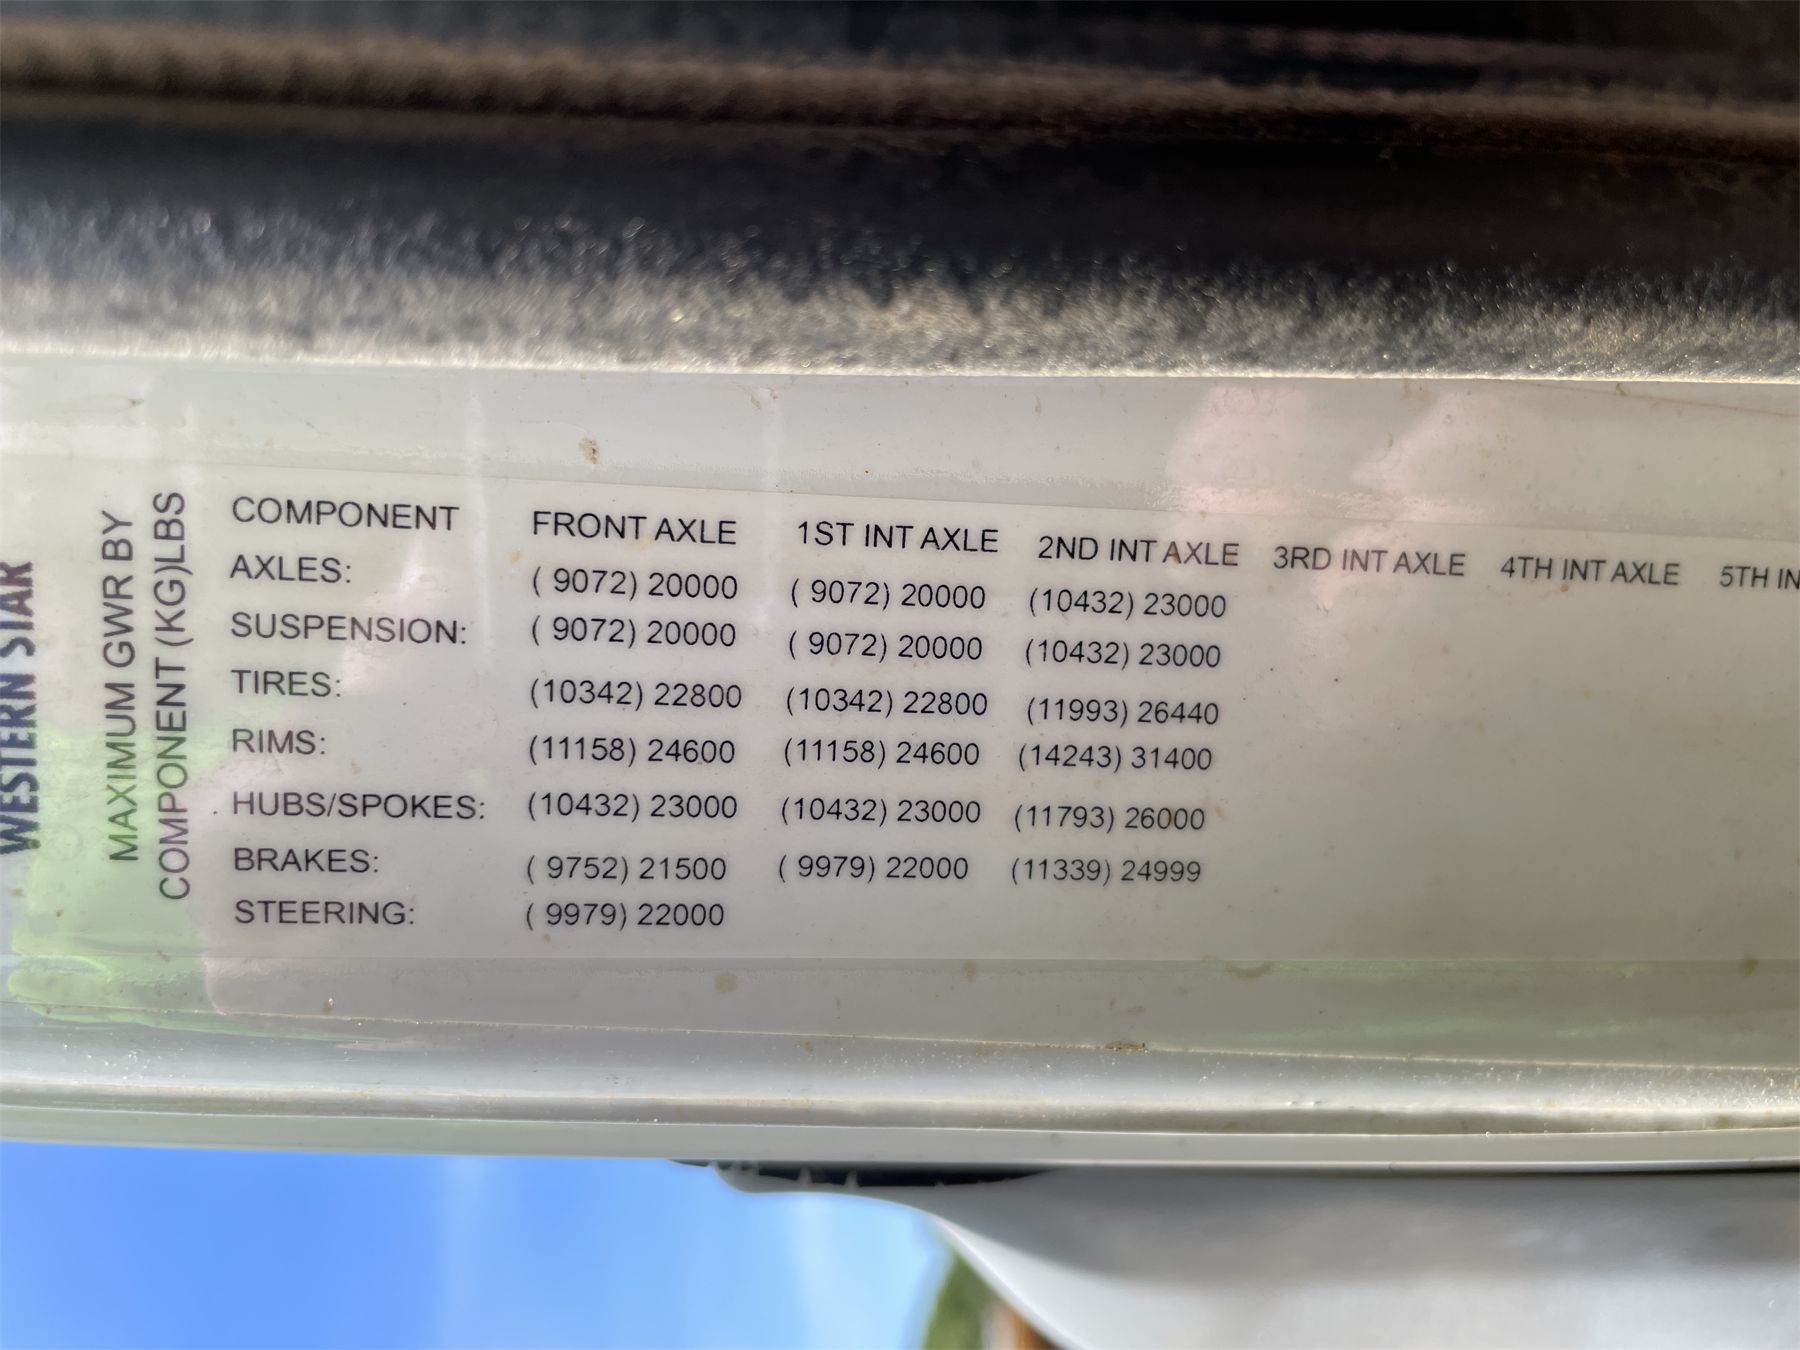 WESTERN STAR
MAXIMUM GWR BY
COMPONENT (KG)LBS
COMPONENT FRONT AXLE 1ST INT AXLE 2ND INT AXLE 3RD INT AXLE 4TH INT AXLE 5TH IN
AXLES: ( 9072) 20000 ( 9072) 20000 (10432) 23000
SUSPENSION: ( 9072) 20000 ( 9072) 20000 (10432) 23000
TIRES: (10342) 22800 (10342) 22800 (11993) 26440
RIMS: (11158) 24600 (11158) 24600 (14243) 31400
HUBS/SPOKES: (10432) 23000 (10432) 23000 (11793) 26000
BRAKES: ( 9752) 21500 ( 9979) 22000 (11339) 24999
STEERING: ( 9979) 22000